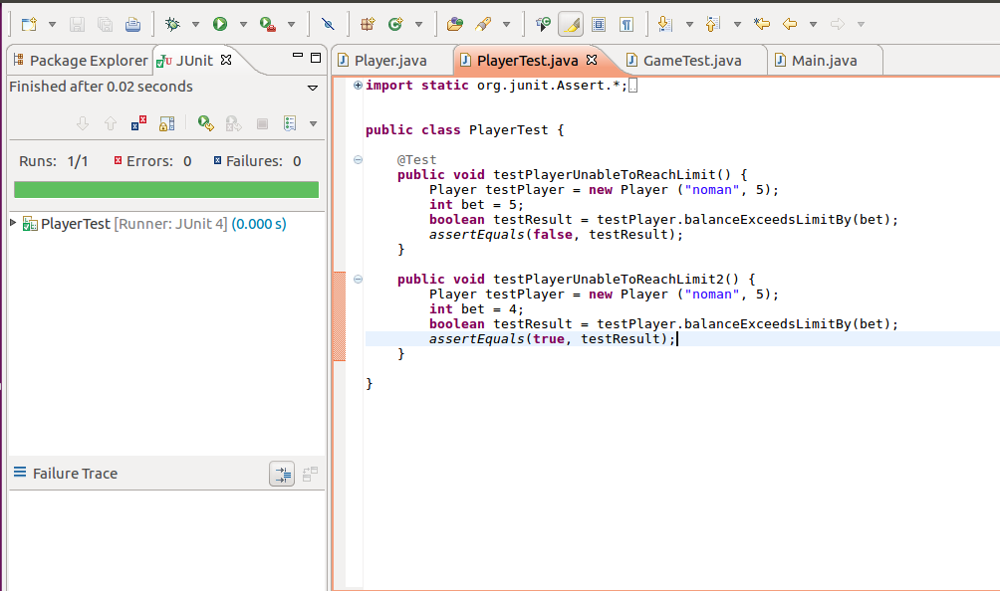 Package Explorer
JUnit
Finished after 0.02 seconds
Runs: 1/1
Errors: 0
Failures: 0
PlayerTest [Runner: JUnit 4] (0.000 s)
Failure Trace
Player.java
PlayerTest.java
GameTest.java
Main.java
import static org.junit.Assert.*;
public class PlayerTest {
@Test
public void testPlayerUnableToReachLimit() {
Player testPlayer = new Player ("noman", 5);
int bet = 5;
boolean testResult = testPlayer.balanceExceedsLimitBy(bet);
assertEquals(false, testResult);
}
public void testPlayerUnableToReachLimit2() {
Player testPlayer = new Player ("noman", 5);
int bet = 4;
boolean testResult = testPlayer.balanceExceedsLimitBy(bet);
assertEquals(true, testResult);
}
}